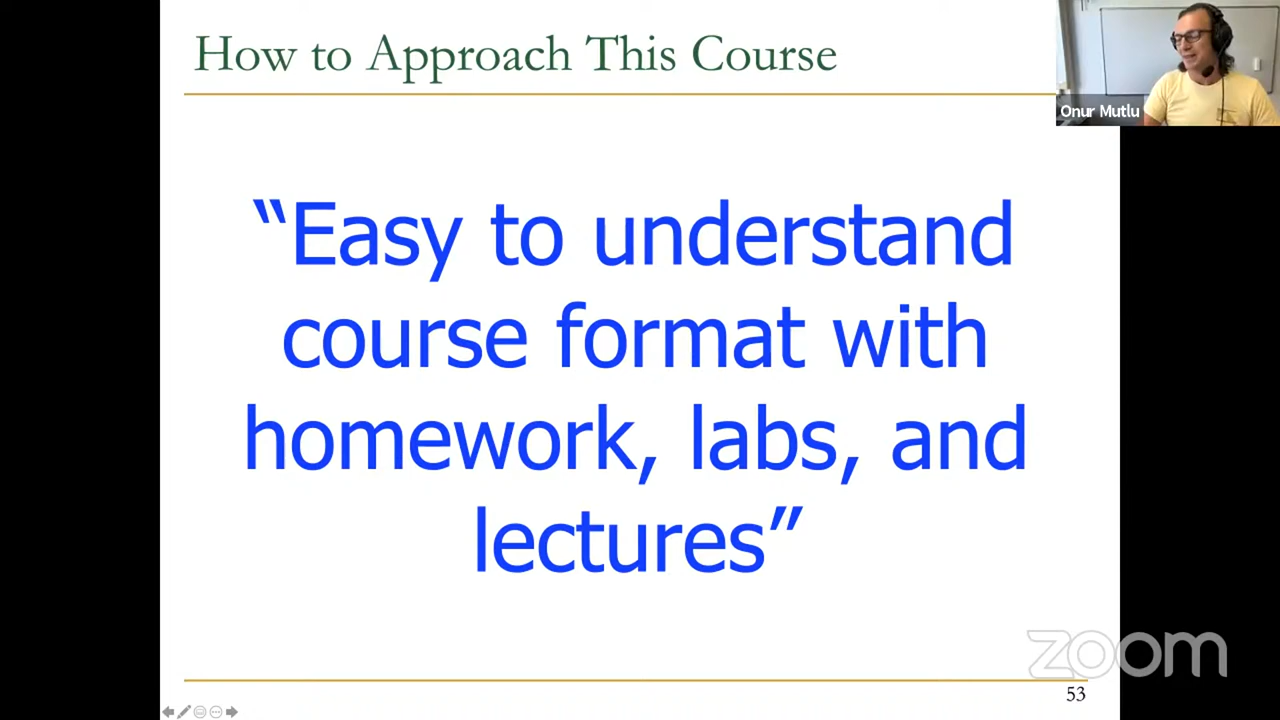 How to Approach This Course
Onur Mutlu
“Easy to understand
course format with
homework, labs, and
lectures”
zoom
53